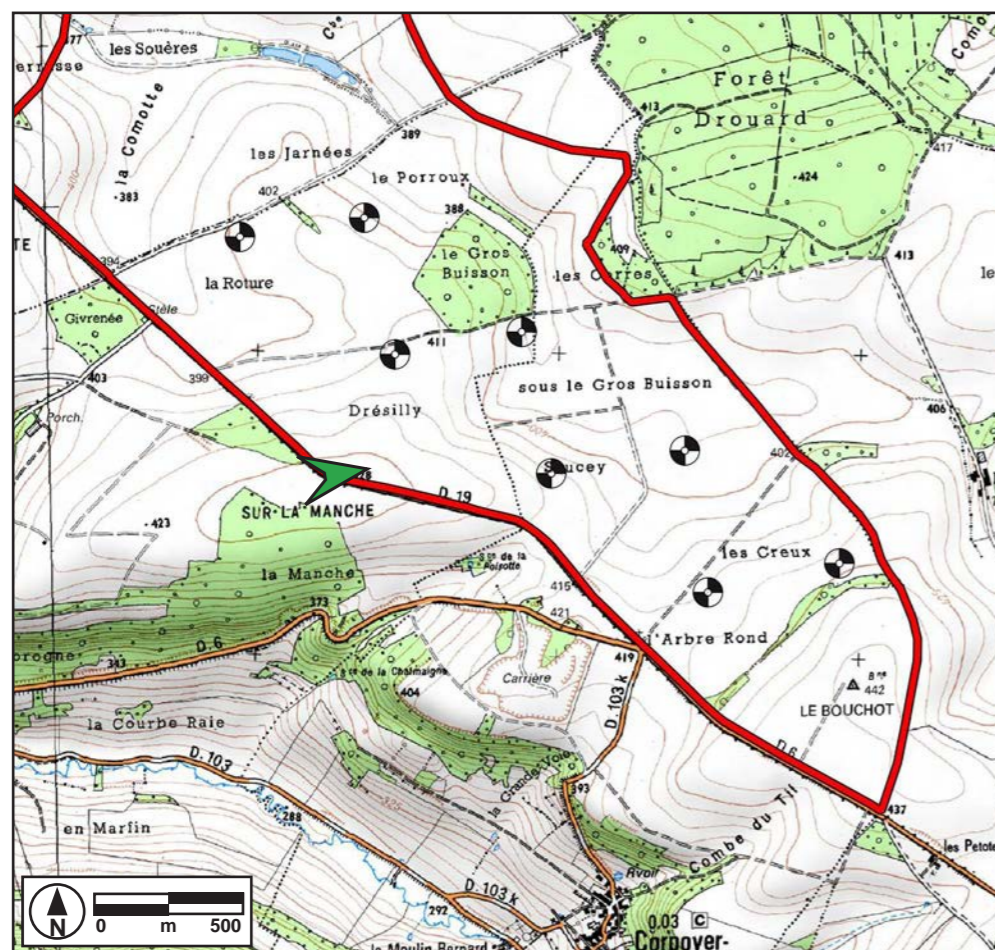 377
les Souères
la Comotte
383
les Jarnées
389
402
le Porroux
388
Forêt
Drouard
413
424
417
413
le Gros
Buisson
409
394
la Roture
Stèle
Givrenée
403
Porch.
399
411
Drésilly
sous le Gros Buisson
406
402
D. 19
SUR LA MANCHE
423
la Manche
373
D. 6
343
404
415
421
419
Carrière
les Creux
l'Arbre Rond
D. 103 k
442
LE BOUCHOT
D. 6
437
la Courbe Raie
D. 103
393
288
en Marfin
Combe du Til
292
D. 103 k
0.03 C
N
0 m 500